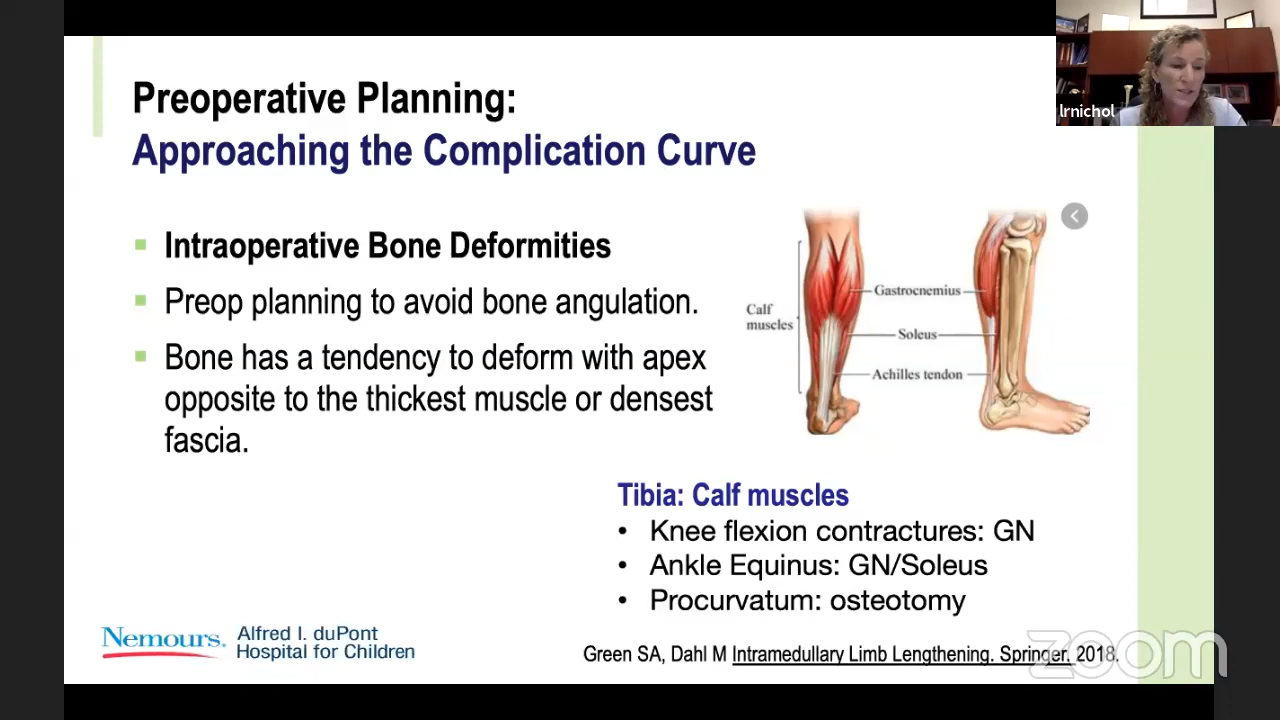 lrnichol
Preoperative Planning:
Approaching the Complication Curve
Intraoperative Bone Deformities
Preop planning to avoid bone angulation.
Bone has a tendency to deform with apex
opposite to the thickest muscle or densest
fascia.
Calf
muscles
Gastrocnemius
Soleus
Achilles tendon
Tibia: Calf muscles
• Knee flexion contractures: GN
• Ankle Equinus: GN/Soleus
• Procurvatum: osteotomy
Nemours.
Alfred I. duPont
Hospital for Children
Green SA, Dahl M Intramedullary Limb Lengthening. Springer. 2018.
zoom